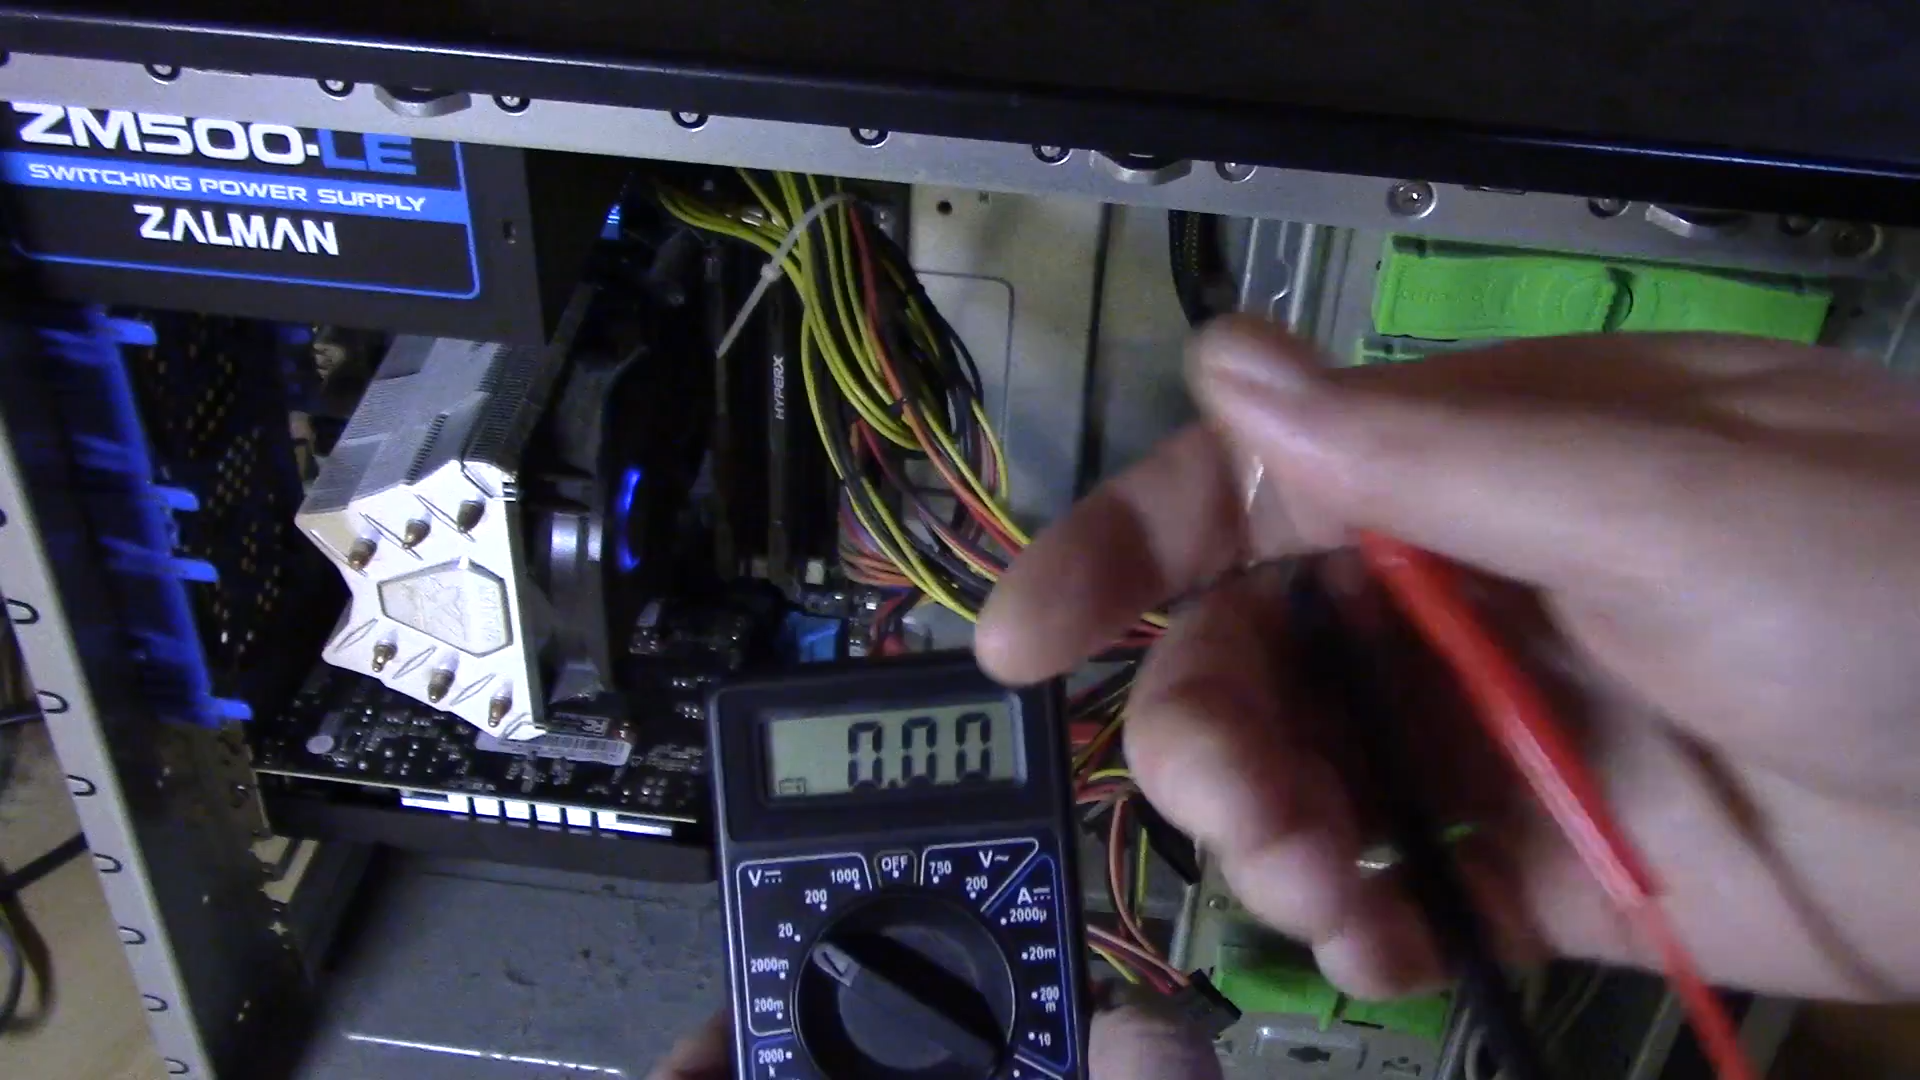 ZM500-LE
SWITCHING POWER SUPPLY
ZALMAN
HYPERX
0.00
OFF
V⎓
1000
200
20
2000m
200m
2000
k
750
V~
200
A⎓
2000µ
20m
200
m
10